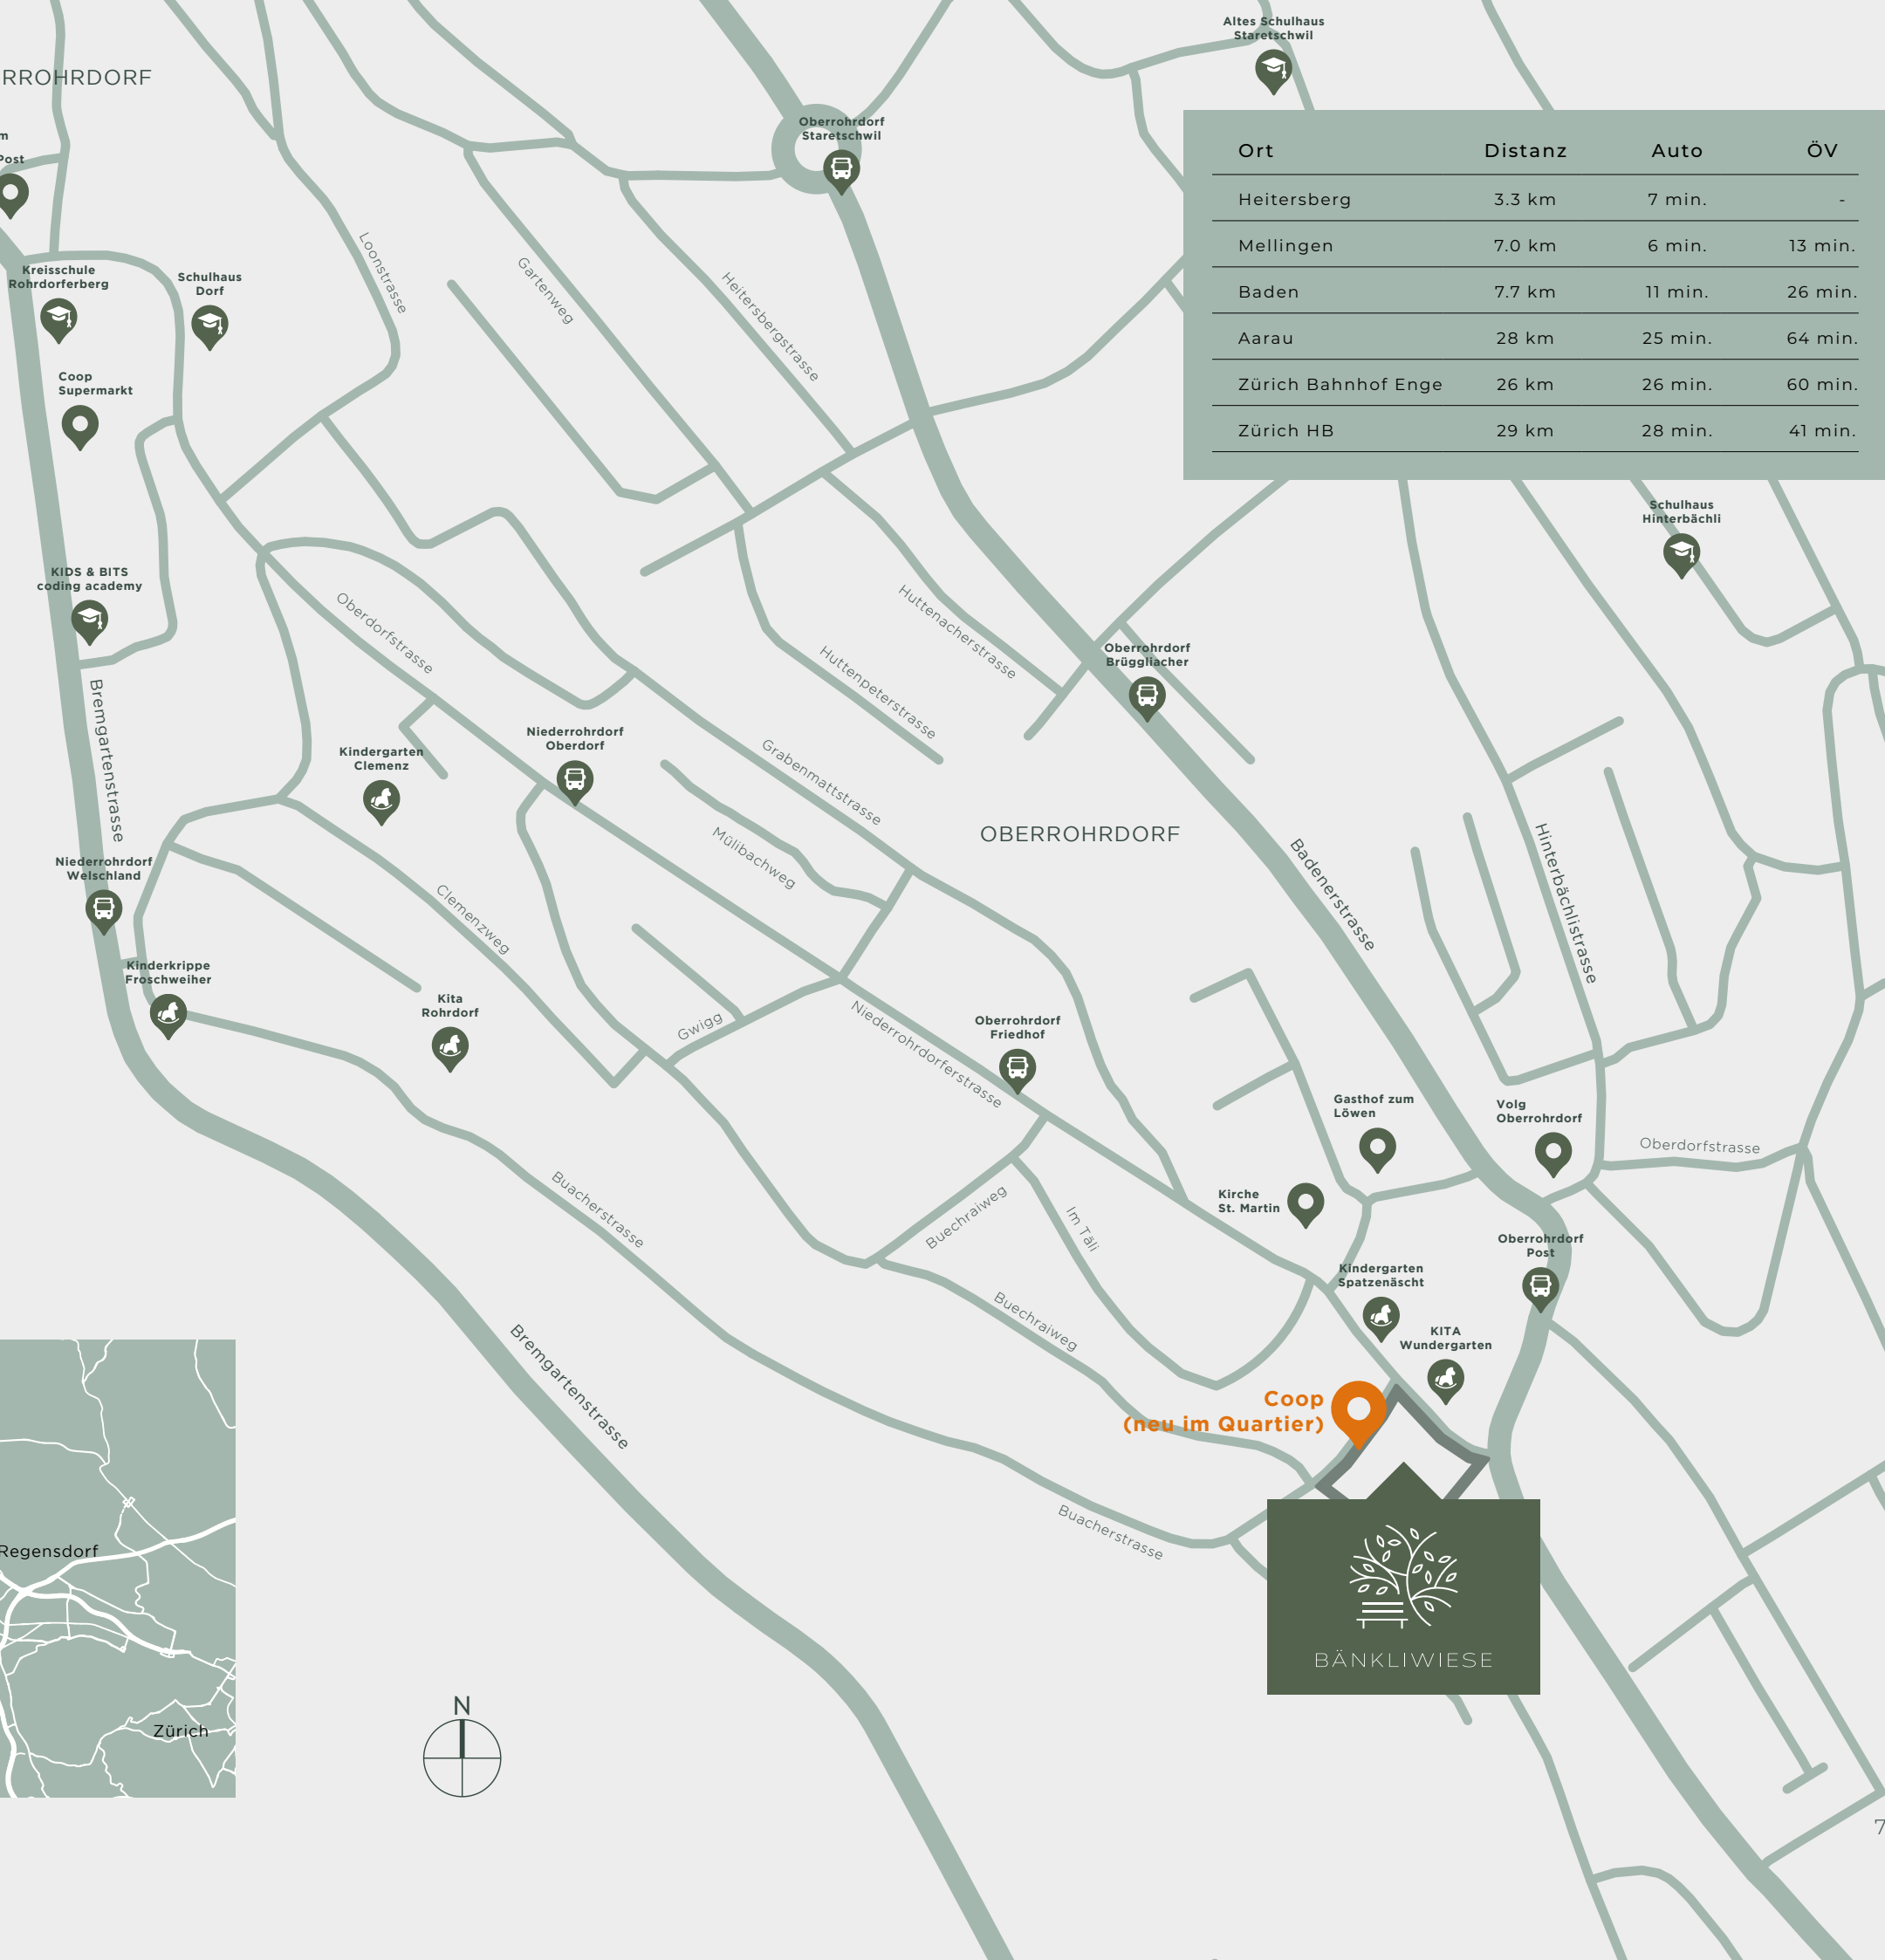 Altes Schulhaus
Staretschwil
RROHRDORF
m
Post
Oberrohrdorf
Staretschwil
Ort Distanz Auto ÖV
Heitersberg 3.3 km 7 min. -
Mellingen 7.0 km 6 min. 13 min.
Baden 7.7 km 11 min. 26 min.
Aarau 28 km 25 min. 64 min.
Zürich Bahnhof Enge 26 km 26 min. 60 min.
Zürich HB 29 km 28 min. 41 min.
Kreisschule
Rohrdorferberg
Schulhaus
Dorf
Loonstrasse
Gartenweg
Heitersbergstrasse
Coop
Supermarkt
Schulhaus
Hinterbächli
KIDS & BITS
coding academy
Oberdorfstrasse
Huttenacherstrasse
Huttenpeterstrasse
Oberrohrdorf
Brüggliacher
Bremgartenstrasse
Kindergarten
Clemenz
Niederrohrdorf
Oberdorf
Grabenmattstrasse
Mülibachweg
OBERROHRDORF
Badenerstrasse
Hinterbächlistrasse
Niederrohrdorf
Welschland
Clemenzweg
Kinderkrippe
Froschweiher
Kita
Rohrdorf
Gwigg
Niederrohrdorferstrasse
Oberrohrdorf
Friedhof
Gasthof zum
Löwen
Volg
Oberrohrdorf
Oberdorfstrasse
Buacherstrasse
Buechraiweg
Im Täli
Kirche
St. Martin
Oberrohrdorf
Post
Kindergarten
Spatzenäscht
Buechraiweg
KITA
Wundergarten
Bremgartenstrasse
Coop
(neu im Quartier)
Buacherstrasse
BÄNKLIWIESE
Regensdorf
Zürich
N
7